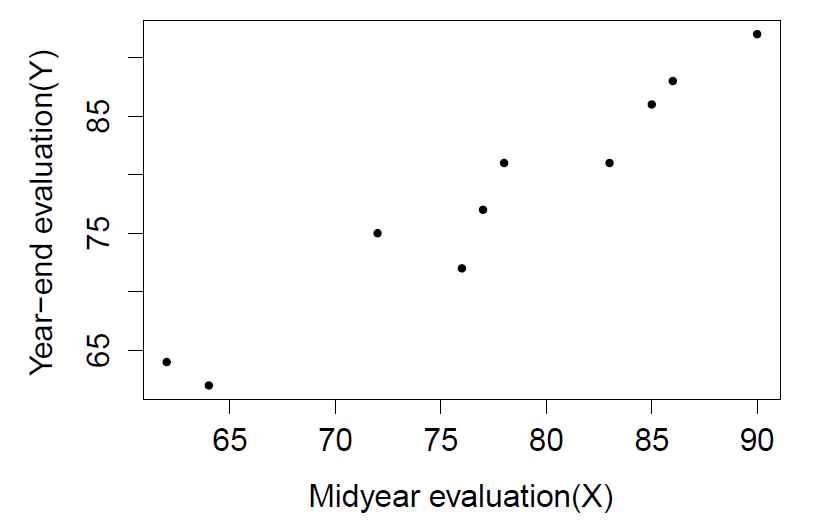 Year−end evaluation(Y)
85
75
65
65 70 75 80 85 90
Midyear evaluation(X)